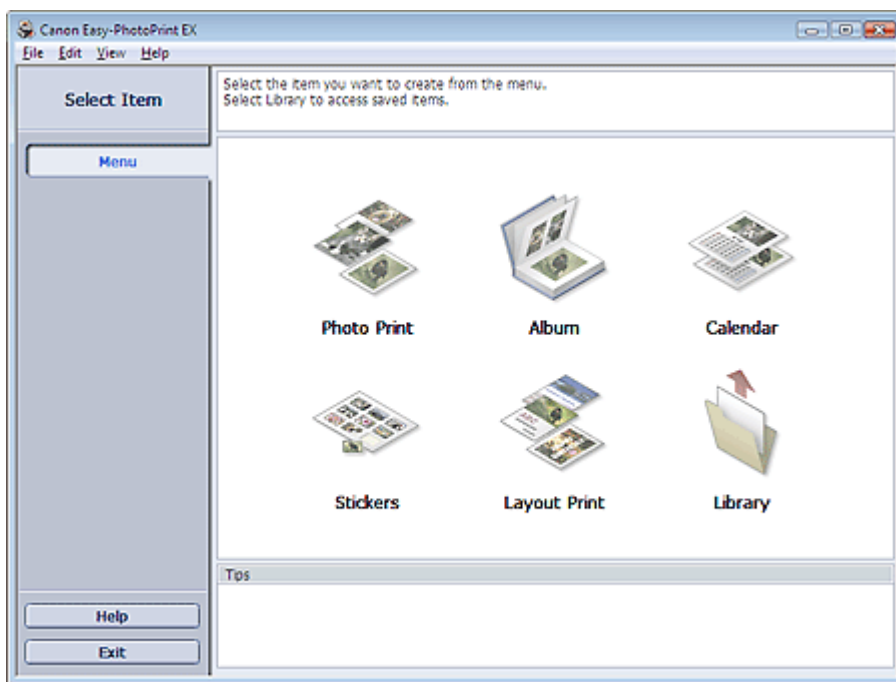 Canon Easy-PhotoPrint EX
File Edit View Help
Select Item
Select the item you want to create from the menu.
Select Library to access saved items.
Menu
Photo Print
Album
Calendar
Stickers
Layout Print
Library
Tips
Help
Exit